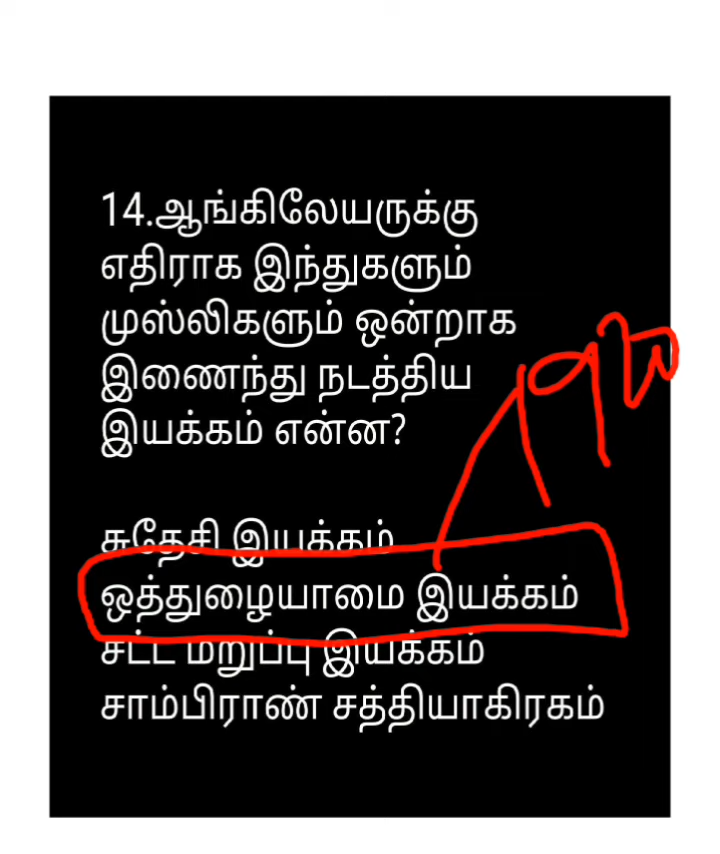 14.ஆங்கிலேயருக்கு
எதிராக இந்துகளும்
முஸ்லிகளும் ஒன்றாக
இணைந்து நடத்திய
இயக்கம் என்ன?
1920
சுதேசி இயக்கம்
ஒத்துழையாமை இயக்கம்
சட்ட மறுப்பு இயக்கம்
சாம்பிராண் சத்தியாகிரகம்